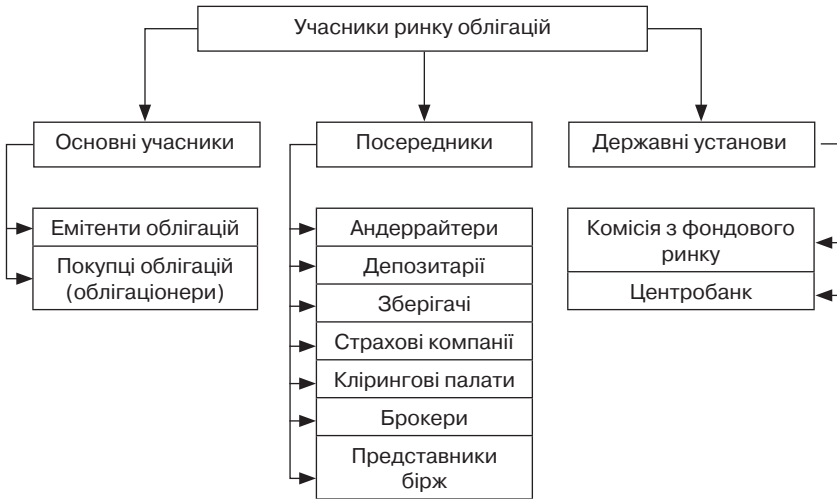 Учасники ринку облігацій
Основні учасники
Посередники
Державні установи
Емітенти облігацій
Покупці облігацій
(облігаціонери)
Андеррайтери
Депозитарії
Зберігачі
Страхові компанії
Клірингові палати
Брокери
Представники
бірж
Комісія з фондового
ринку
Центробанк